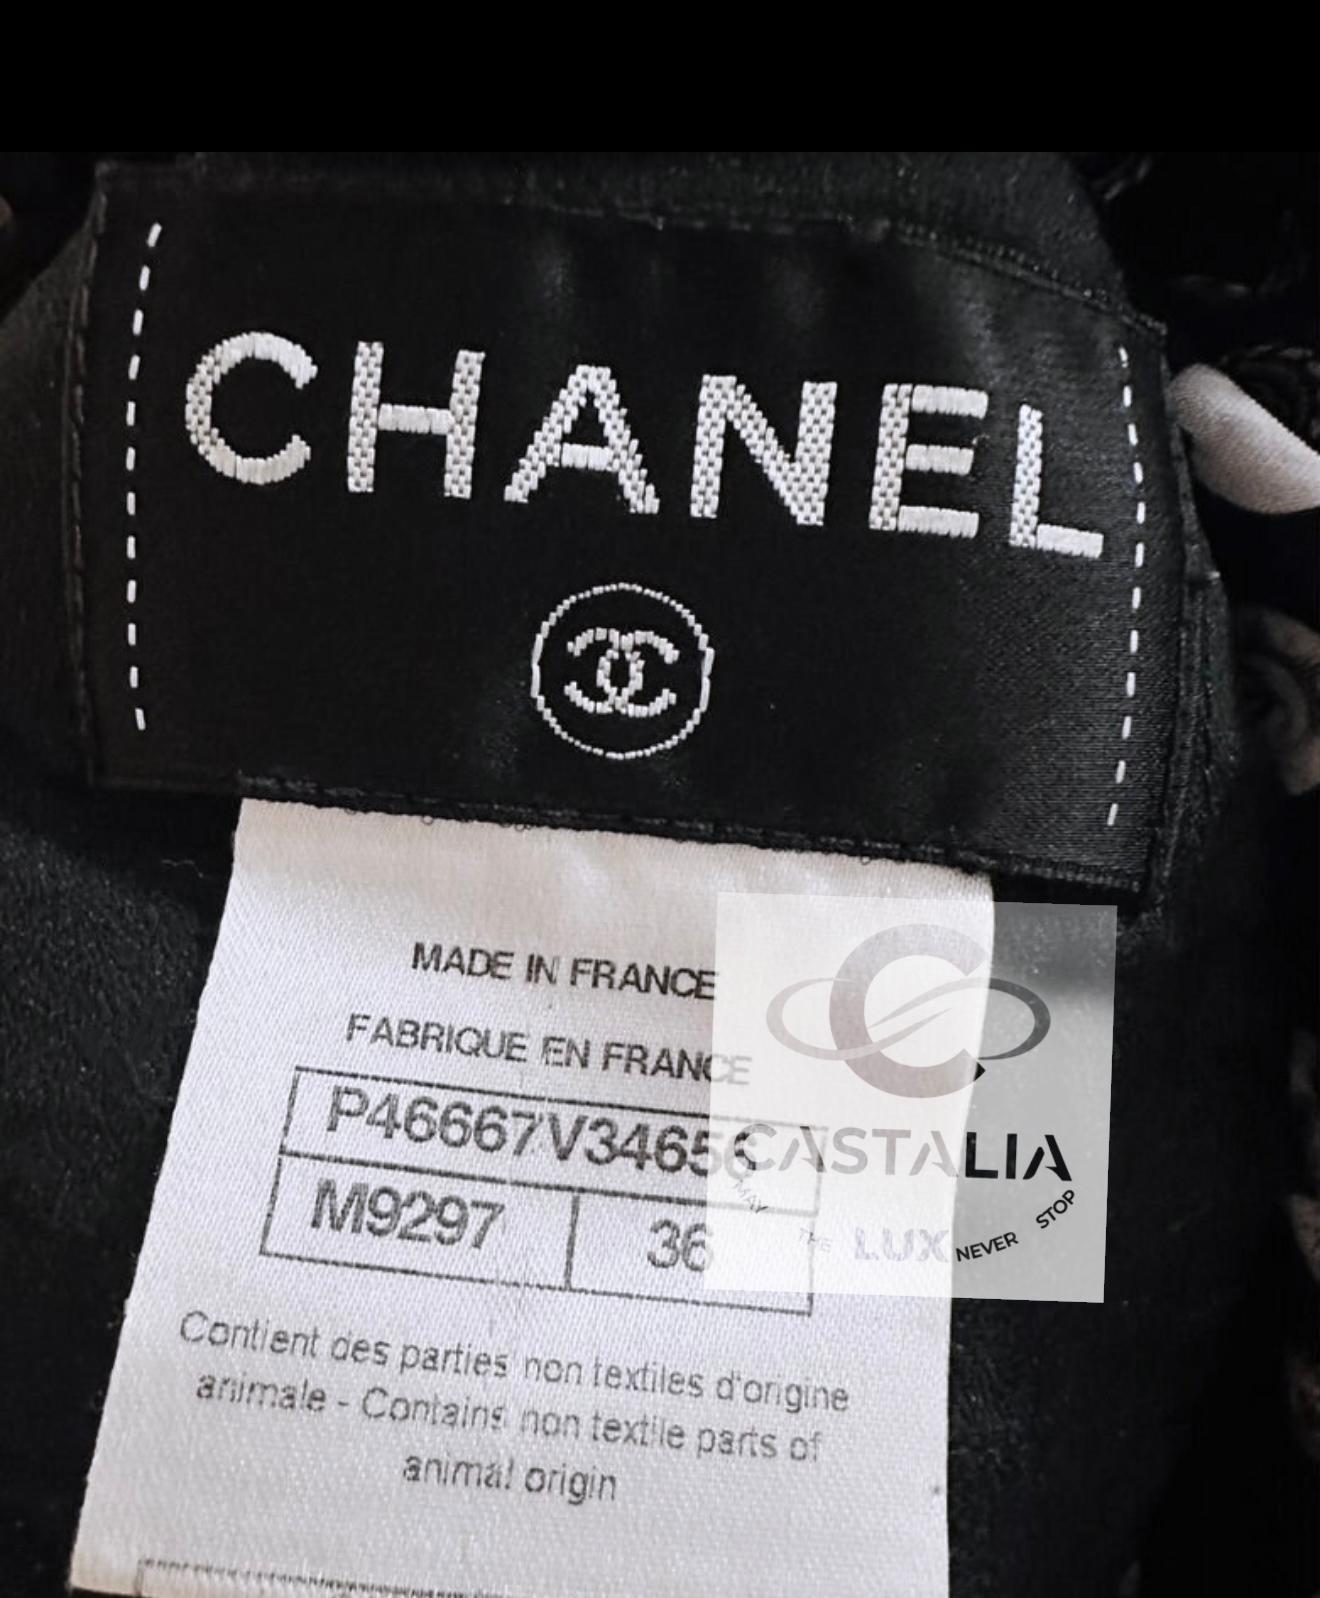 CHANEL
MADE IN FRANCE
FABRIQUE EN FRANCE
P46667V34656
M9297 36
Contient des parties non textiles d'origine
animale - Contains non textile parts of
animal origin
CASTALIA
MAY THE LUX NEVER STOP